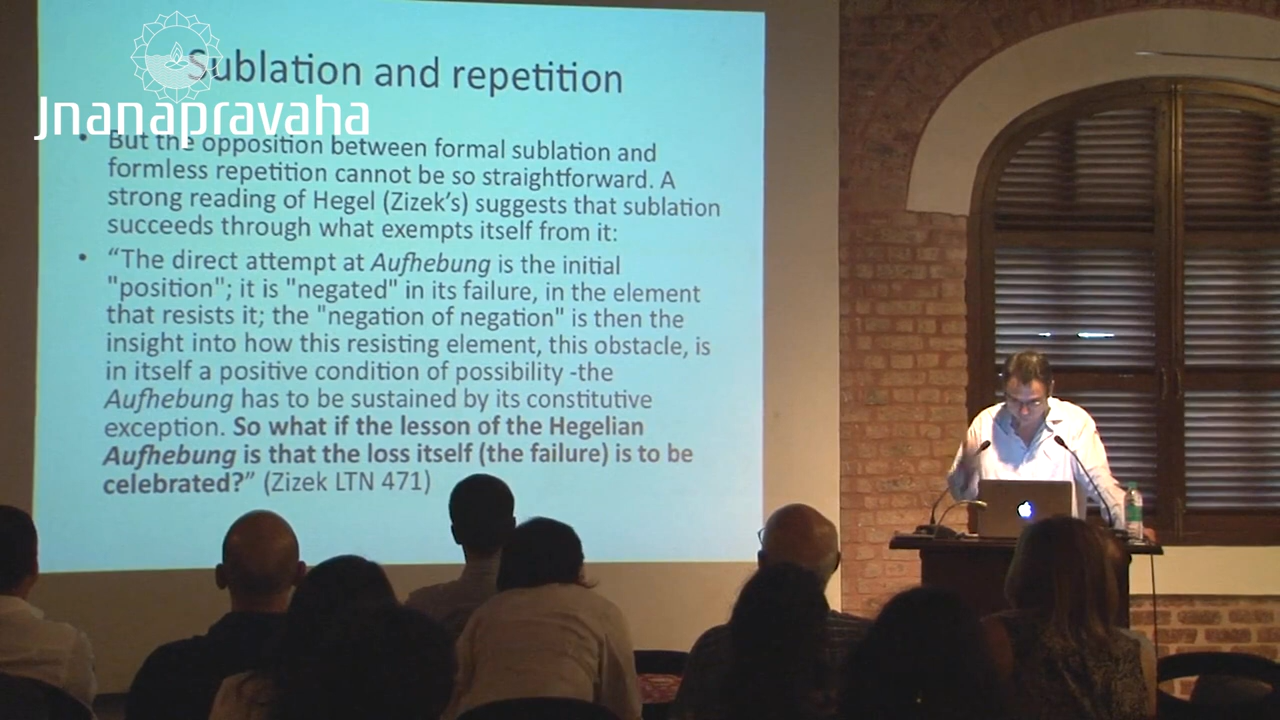 Sublation and repetition
Jnanapravaha
• But the opposition between formal sublation and
formless repetition cannot be so straightforward. A
strong reading of Hegel (Zizek’s) suggests that sublation
succeeds through what exempts itself from it:
• “The direct attempt at Aufhebung is the initial
"position"; it is "negated" in its failure, in the element
that resists it; the "negation of negation" is then the
insight into how this resisting element, this obstacle, is
in itself a positive condition of possibility -the
Aufhebung has to be sustained by its constitutive
exception. So what if the lesson of the Hegelian
Aufhebung is that the loss itself (the failure) is to be
celebrated?” (Zizek LTN 471)